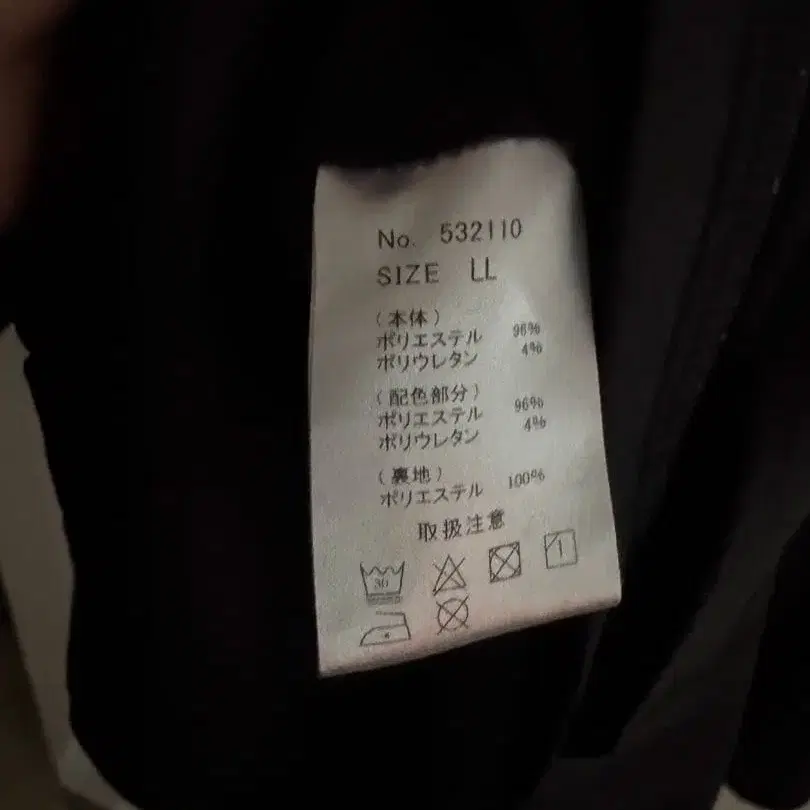 No. 532110
SIZE LL
(本体)
ポリエステル 96%
ポリウレタン 4%
(配色部分)
ポリエステル 96%
ポリウレタン 4%
(裏地)
ポリエステル 100%
取扱注意
30